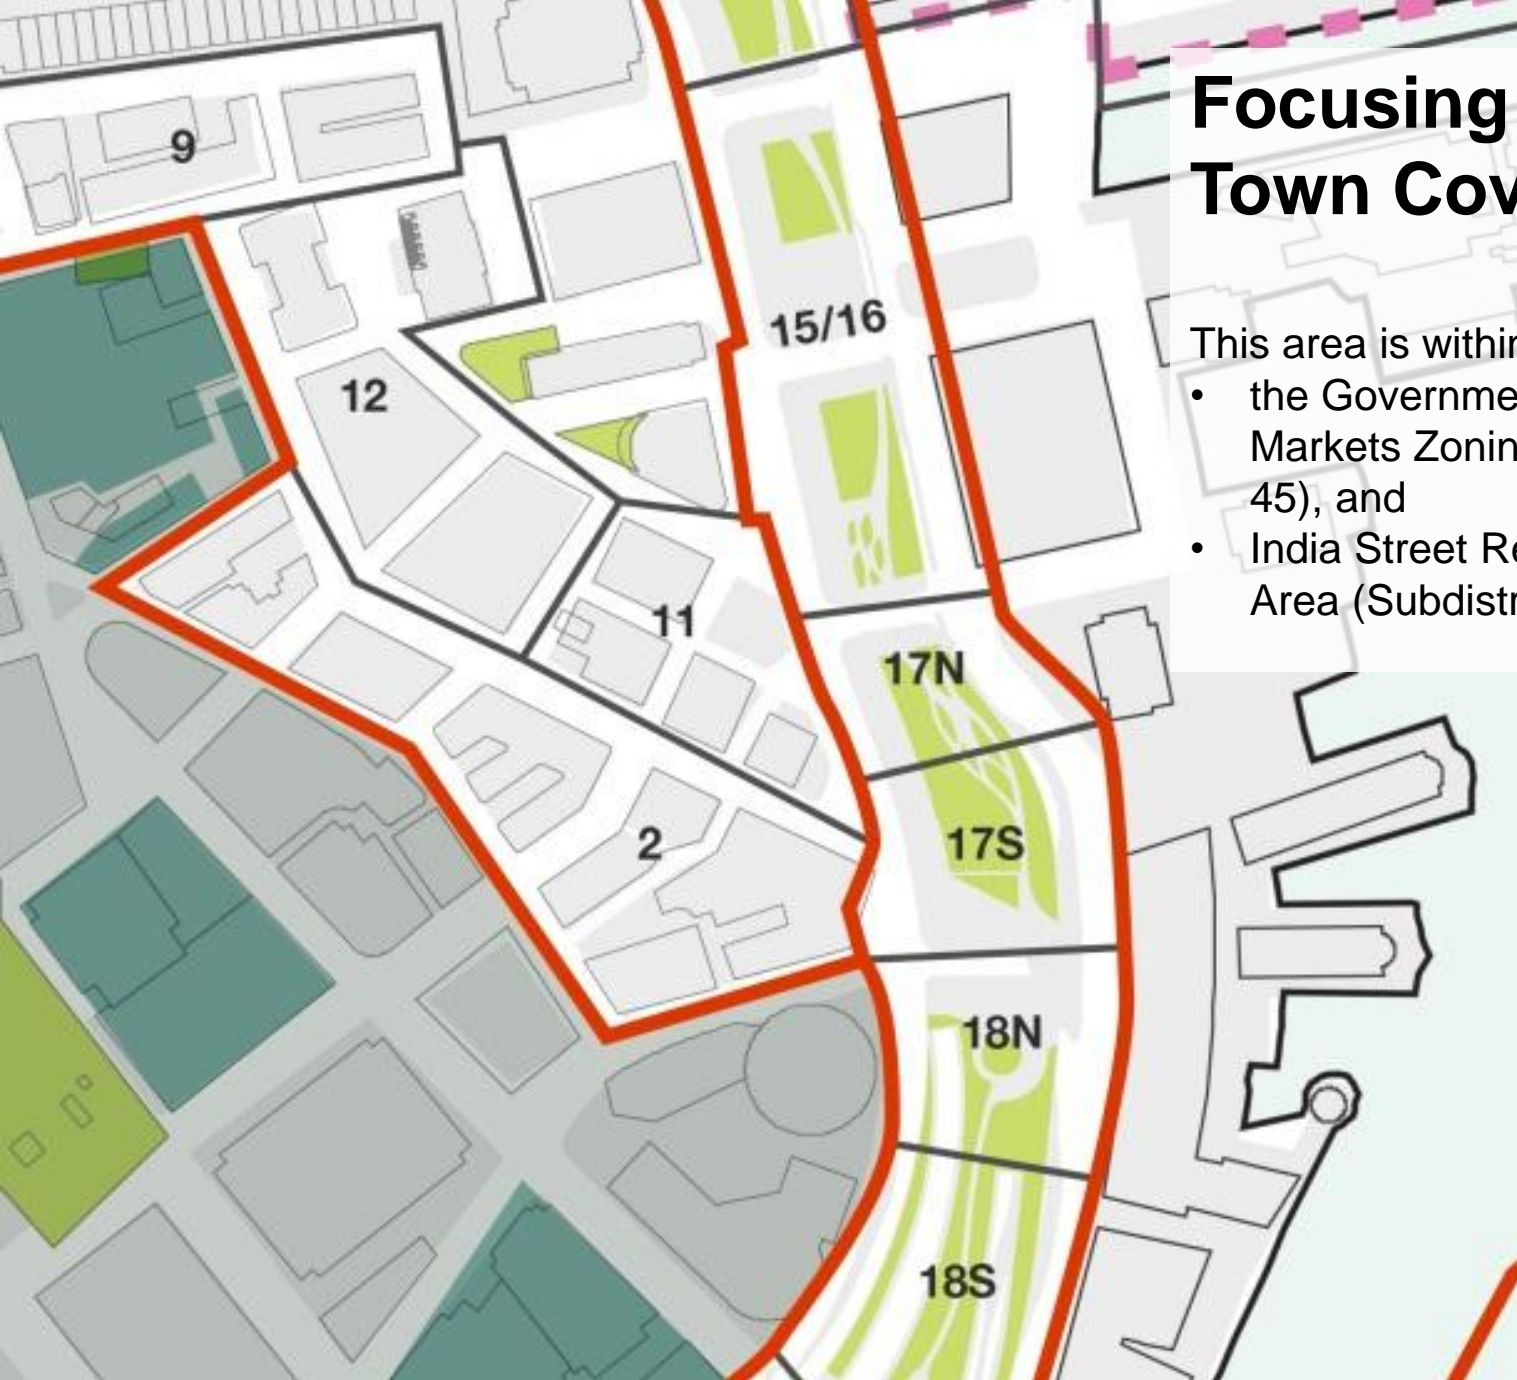 Focusing
Town Cov
This area is within
• the Governme
Markets Zonin
45), and
• India Street Re
Area (Subdistr
9
12
15/16
11
17N
17S
2
18N
18S